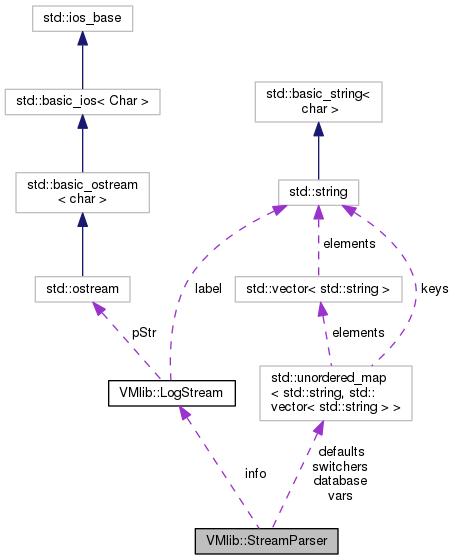 std::ios_base
std::basic_ios< Char >
std::basic_string<
char >
std::basic_ostream
< char >
std::string
elements
std::ostream
label
std::vector< std::string >
keys
pStr
elements
VMlib::LogStream
std::unordered_map
< std::string, std::
vector< std::string > >
info
defaults
switchers
database
vars
VMlib::StreamParser